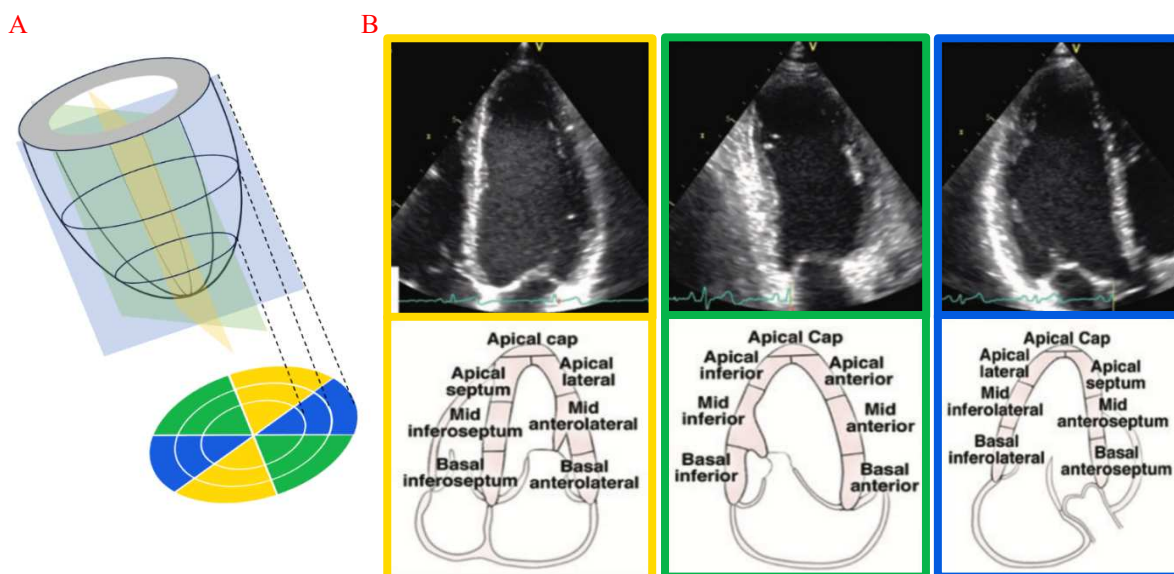 A
B
V
V
V
Apical cap
Apical
septum
Apical
lateral
Mid
inferoseptum
Mid
anterolateral
Basal
inferoseptum
Basal
anterolateral
Apical Cap
Apical
inferior
Apical
anterior
Mid
inferior
Mid
anterior
Basal
inferior
Basal
anterior
Apical Cap
Apical
lateral
Apical
septum
Mid
inferolateral
Mid
anteroseptum
Basal
inferolateral
Basal
anteroseptum